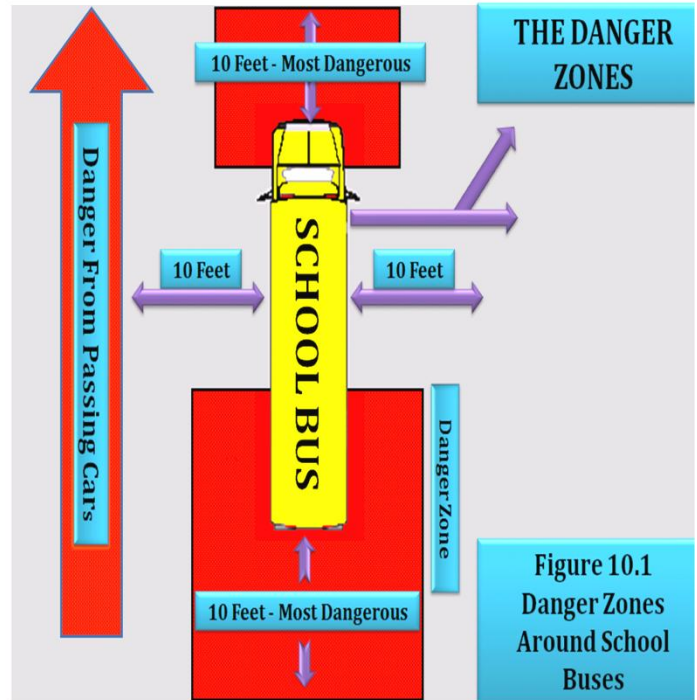 10 Feet - Most Dangerous
THE DANGER
ZONES
Danger From Passing Cars
10 Feet
10 Feet
SCHOOL BUS
Danger Zone
10 Feet - Most Dangerous
Figure 10.1
Danger Zones
Around School
Buses